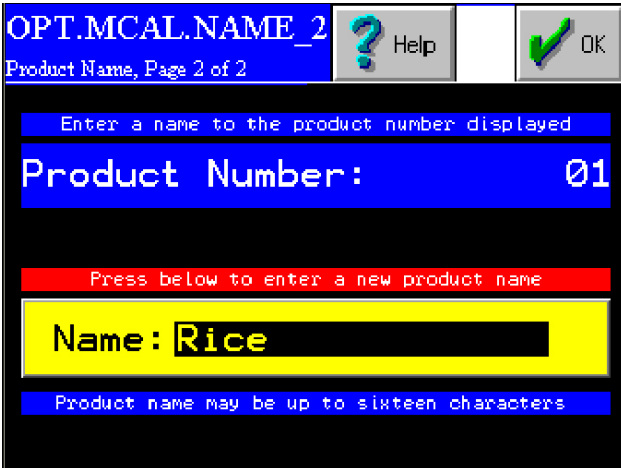 OPT.MCAL.NAME_2
Product Name, Page 2 of 2
Help
OK
Enter a name to the product number displayed
Product Number: 01
Press below to enter a new product name
Name: Rice
Product name may be up to sixteen characters